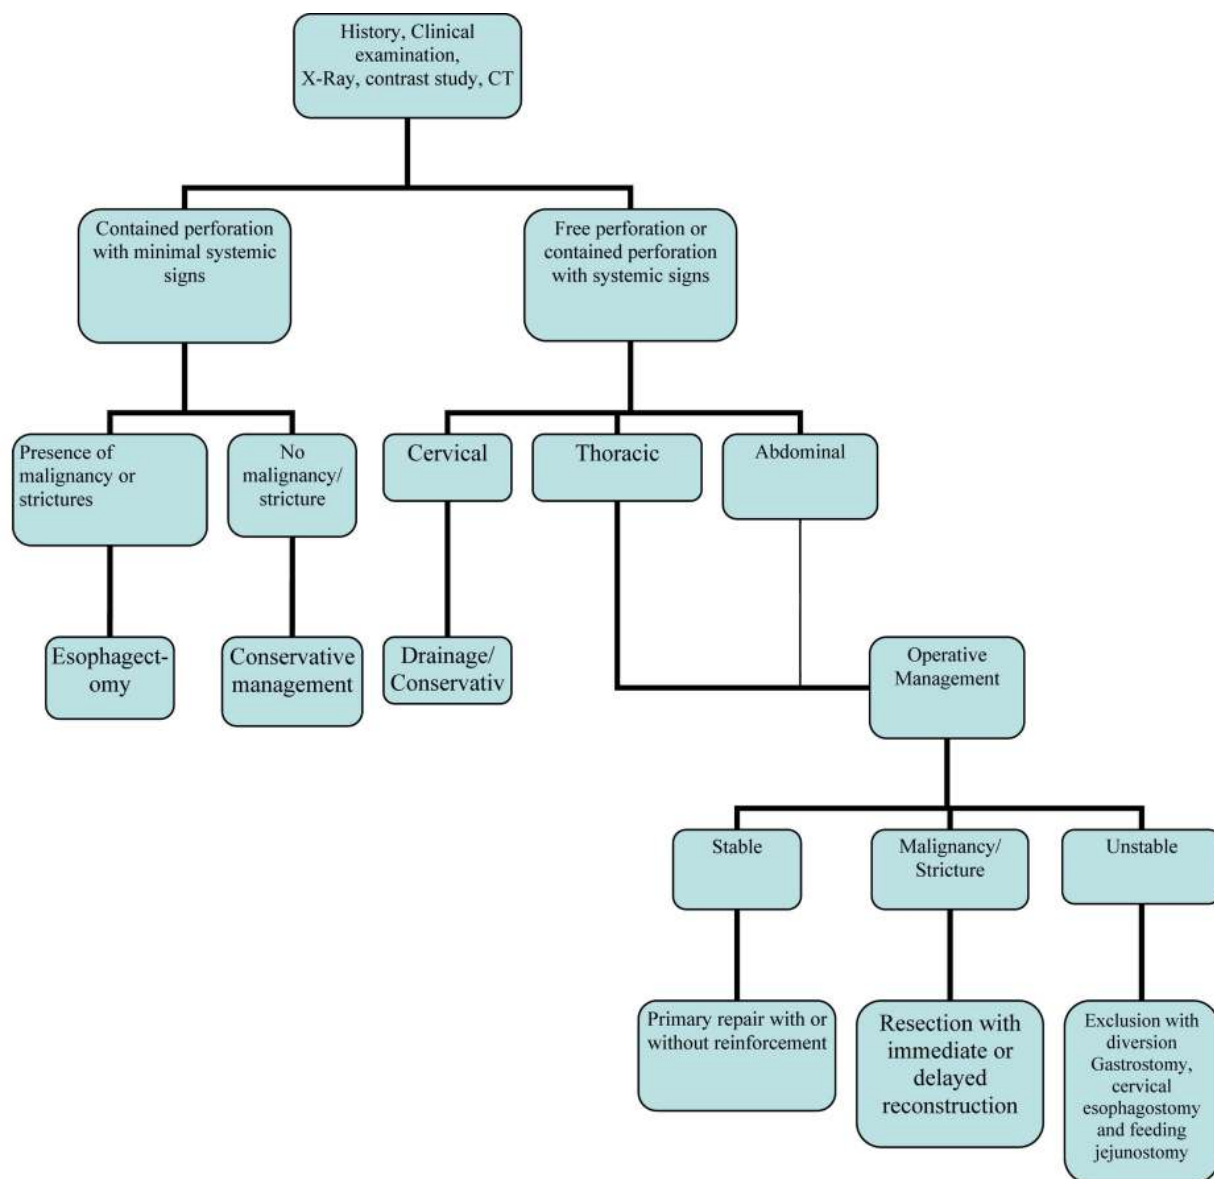 History, Clinical
examination,
X-Ray, contrast study, CT
Contained perforation
with minimal systemic
signs
Free perforation or
contained perforation
with systemic signs
Presence of
malignancy or
strictures
No
malignancy/
stricture
Cervical
Thoracic
Abdominal
Esophagect-
omy
Conservative
management
Drainage/
Conservativ
Operative
Management
Stable
Malignancy/
Stricture
Unstable
Primary repair with or
without reinforcement
Resection with
immediate or
delayed
reconstruction
Exclusion with
diversion
Gastrostomy,
cervical
esophagostomy
and feeding
jejunostomy